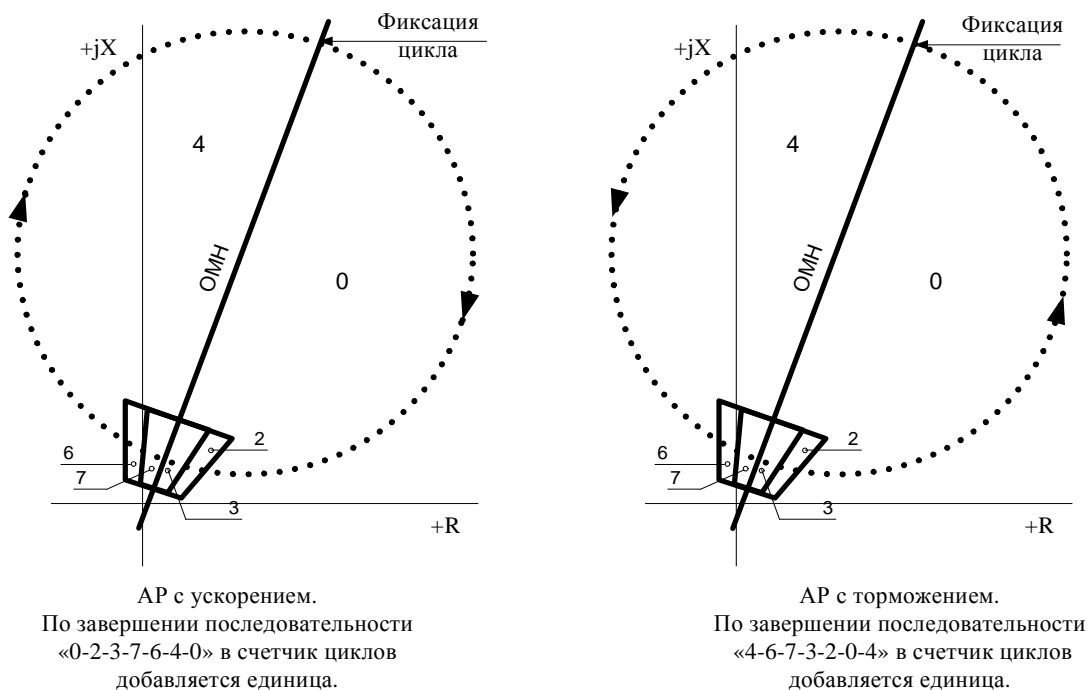 +jX
Фиксация
цикла
4
ОМН
0
6
7
2
3
+R
АР с ускорением.
По завершении последовательности
«0-2-3-7-6-4-0» в счетчик циклов
добавляется единица.
+jX
Фиксация
цикла
4
ОМН
0
6
7
2
3
+R
АР с торможением.
По завершении последовательности
«4-6-7-3-2-0-4» в счетчик циклов
добавляется единица.